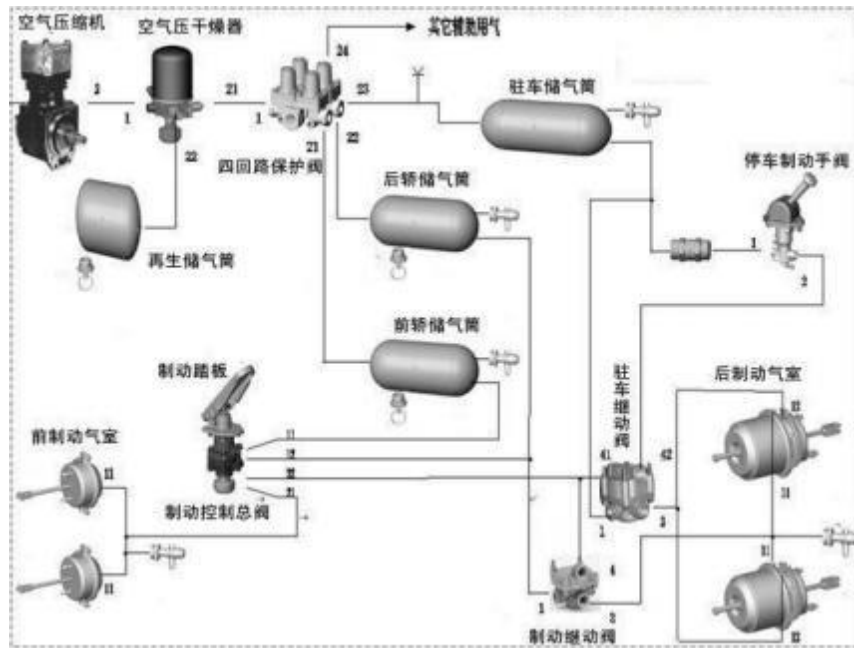 空气压缩机
空气压干燥器
24
其它辅助用气
2
1
21
1
23
22
21
22
四回路保护阀
驻车储气筒
停车制动手阀
后轿储气筒
再生储气筒
1
2
前轿储气筒
制动踏板
驻车继动阀
后制动气室
12
前制动气室
11
11
12
22
21
41
42
11
制动控制总阀
1
2
11
4
11
1
2
制动继动阀
12